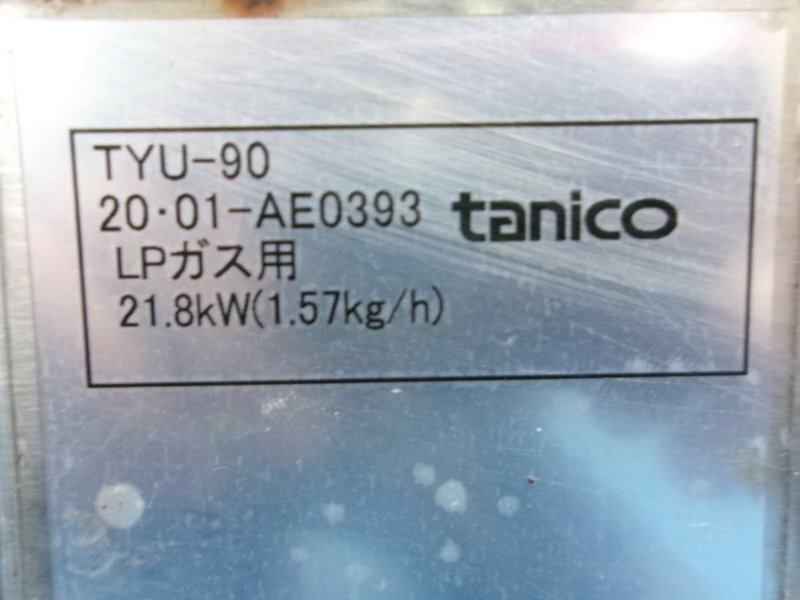 TYU-90
20·01-AE0393 tanico
LPガス用
21.8kW(1.57kg/h)